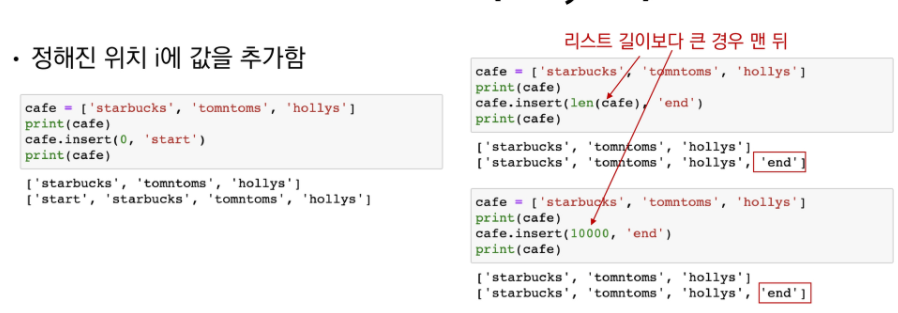 • 정해진 위치 i에 값을 추가함
cafe = ['starbucks', 'tomntoms', 'hollys']
print(cafe)
cafe.insert(0, 'start')
print(cafe)
['starbucks', 'tomntoms', 'hollys']
['start', 'starbucks', 'tomntoms', 'hollys']
리스트 길이보다 큰 경우 맨 뒤
cafe = ['starbucks', 'tomntoms', 'hollys']
print(cafe)
cafe.insert(len(cafe), 'end')
print(cafe)
['starbucks', 'tomntoms', 'hollys']
['starbucks', 'tomntoms', 'hollys', 'end']
cafe = ['starbucks', 'tomntoms', 'hollys']
print(cafe)
cafe.insert(10000, 'end')
print(cafe)
['starbucks', 'tomntoms', 'hollys']
['starbucks', 'tomntoms', 'hollys', 'end']